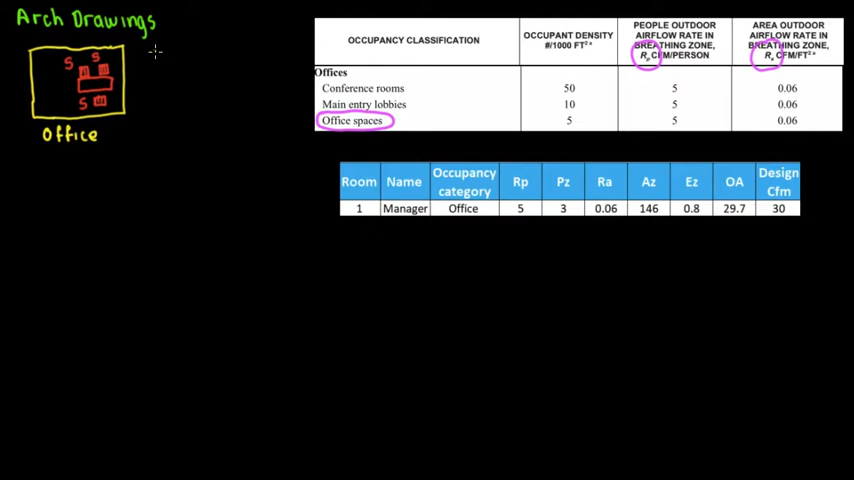 Arch Drawings
S S
S
Office
OCCUPANCY CLASSIFICATION OCCUPANT DENSITY #/1000 FT² a PEOPLE OUTDOOR AIRFLOW RATE IN BREATHING ZONE, Rp CFM/PERSON AREA OUTDOOR AIRFLOW RATE IN BREATHING ZONE, Ra CFM/FT² a
Offices
Conference rooms 50 5 0.06
Main entry lobbies 10 5 0.06
Office spaces 5 5 0.06
Room Name Occupancy category Rp Pz Ra Az Ez OA Design Cfm
1 Manager Office 5 3 0.06 146 0.8 29.7 30